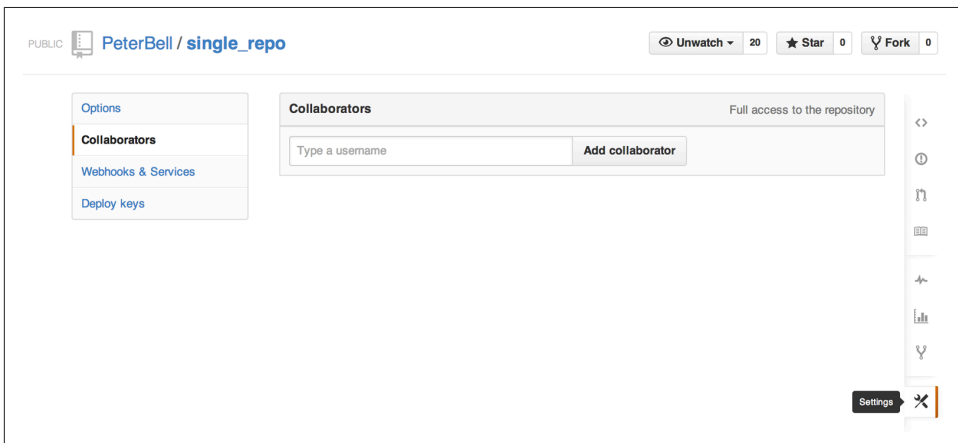 PUBLIC PeterBell / single_repo Unwatch 20 Star 0 Fork 0
Options
Collaborators
Webhooks & Services
Deploy keys
Collaborators Full access to the repository
Type a username Add collaborator
Settings